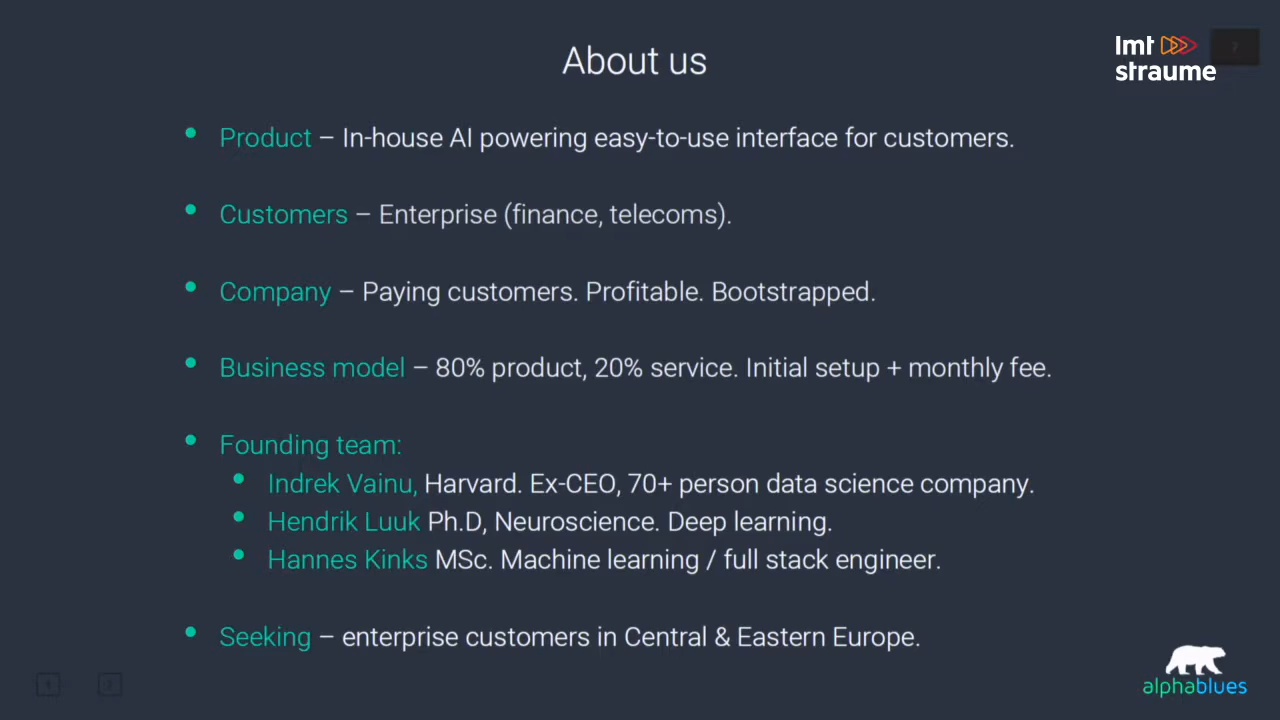 About us
lmt
straume
7
Product – In-house AI powering easy-to-use interface for customers.
Customers – Enterprise (finance, telecoms).
Company – Paying customers. Profitable. Bootstrapped.
Business model – 80% product, 20% service. Initial setup + monthly fee.
Founding team:
Indrek Vainu, Harvard. Ex-CEO, 70+ person data science company.
Hendrik Luuk Ph.D, Neuroscience. Deep learning.
Hannes Kinks MSc. Machine learning / full stack engineer.
Seeking – enterprise customers in Central & Eastern Europe.
alphablues